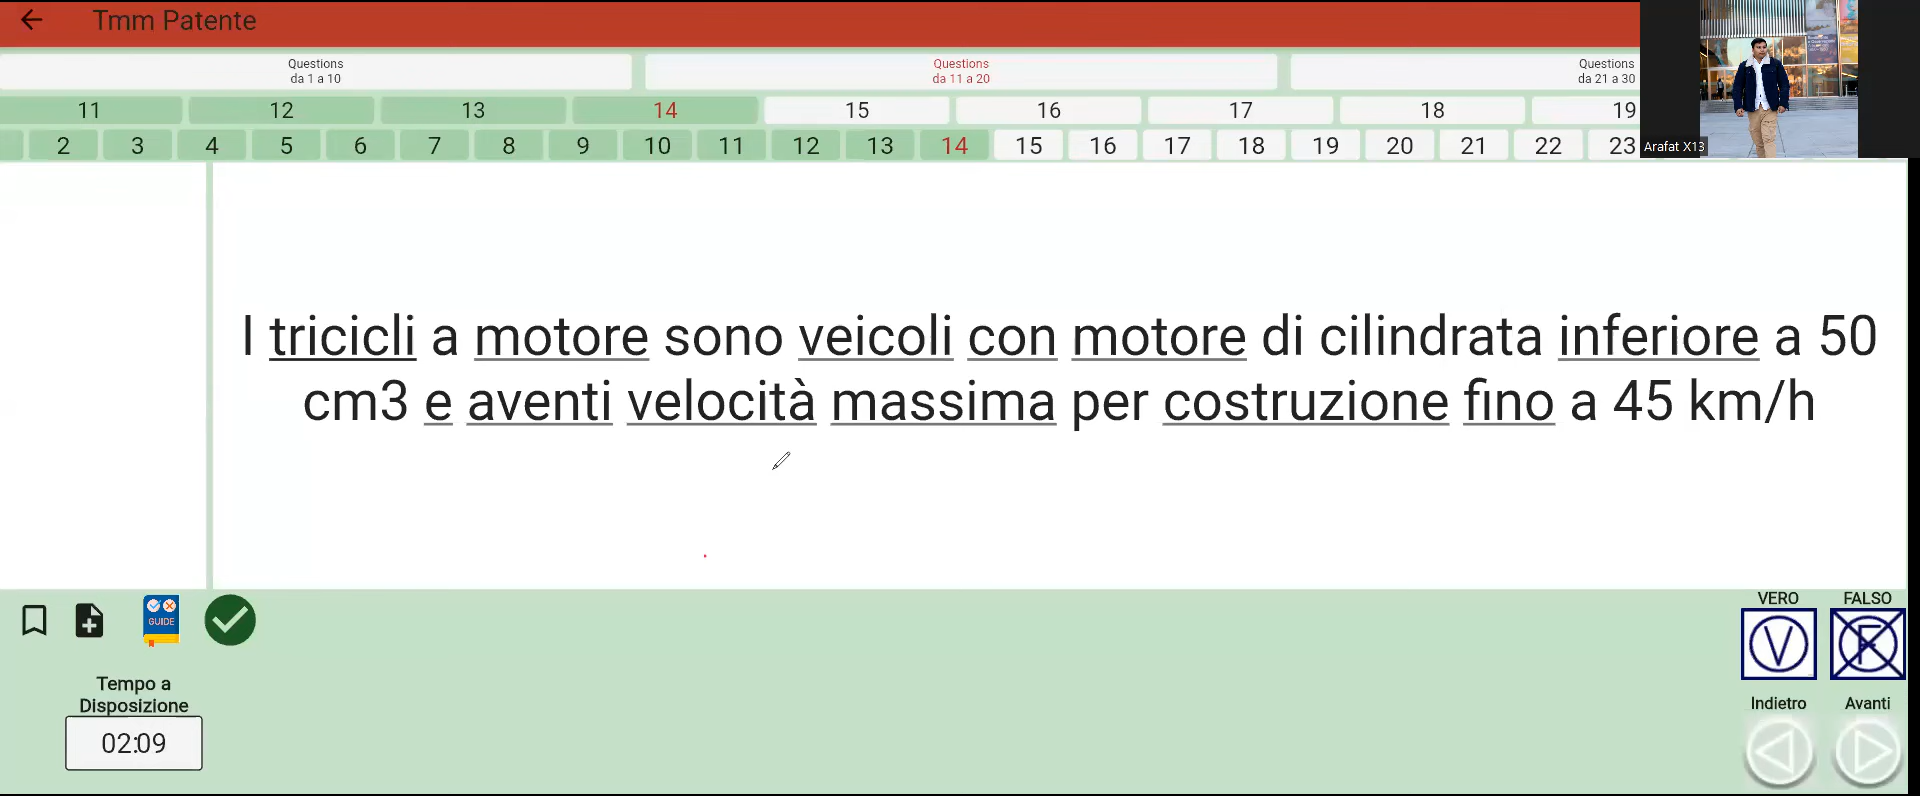 Tmm Patente
Questions
da 1 a 10
Questions
da 11 a 20
Questions
da 21 a 30
11 12 13 14 15 16 17 18 19
2 3 4 5 6 7 8 9 10 11 12 13 14 15 16 17 18 19 20 21 22 23
Arafat X13
I tricicli a motore sono veicoli con motore di cilindrata inferiore a 50
cm3 e aventi velocità massima per costruzione fino a 45 km/h
GUIDE
VERO FALSO
V F
Tempo a
Disposizione
02:09
Indietro Avanti